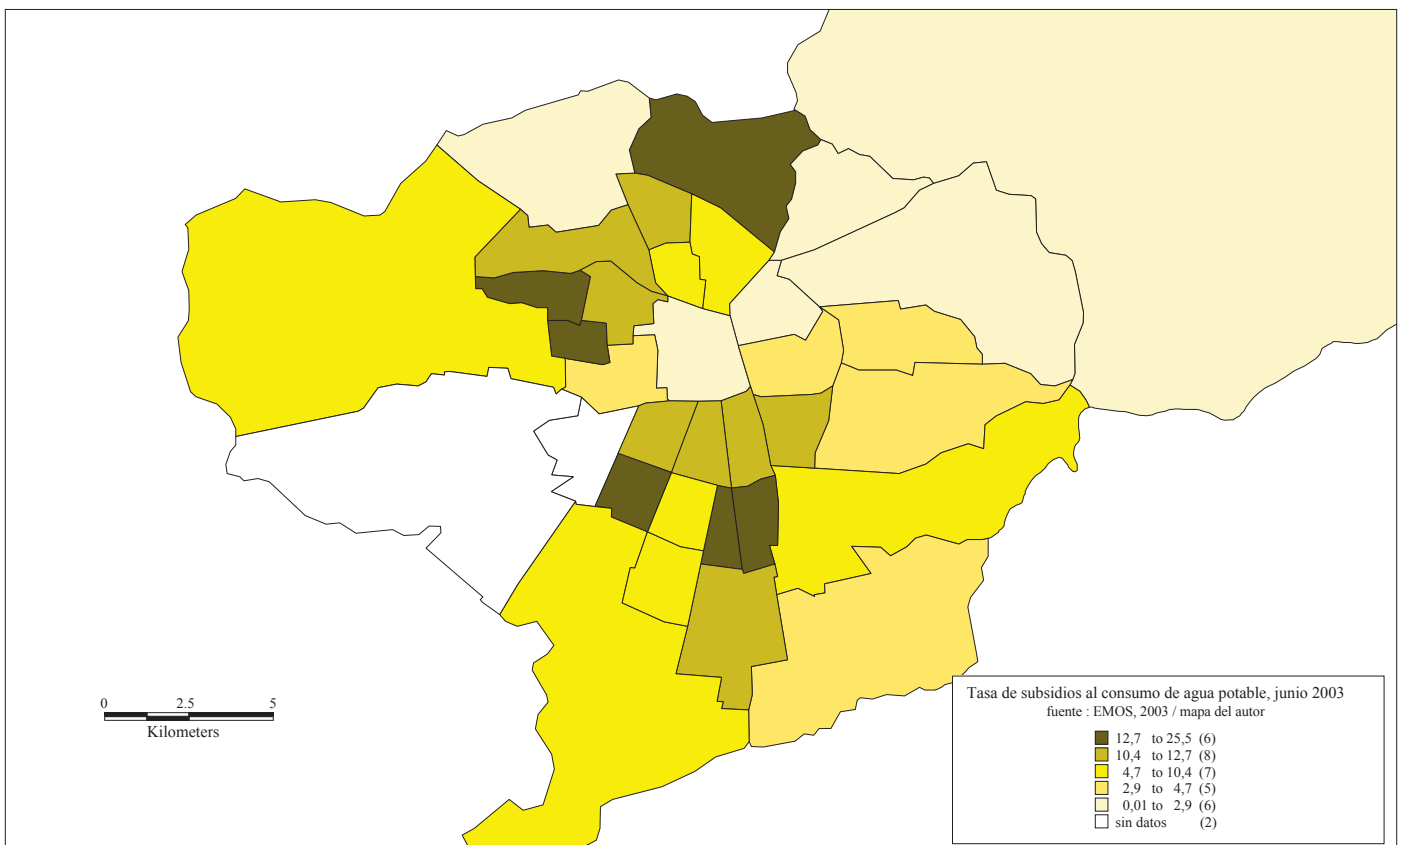 0 2.5 5
Kilometers
Tasa de subsidios al consumo de agua potable, junio 2003
fuente : EMOS, 2003 / mapa del autor
12,7 to 25,5 (6)
10,4 to 12,7 (8)
4,7 to 10,4 (7)
2,9 to 4,7 (5)
0,01 to 2,9 (6)
sin datos (2)